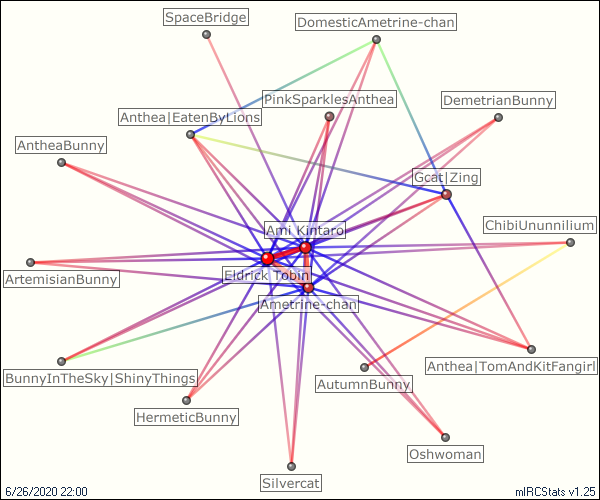 SpaceBridge
DomesticAmetrine-chan
PinkSparklesAnthea
DemetrianBunny
Anthea|EatenByLions
AntheaBunny
Gcat|Zing
ChibiUnunnilium
Ami Kintaro
Eldrick Tobin
ArtemisianBunny
Ametrine-chan
Anthea|TomAndKitFangirl
BunnyInTheSky|ShinyThings
AutumnBunny
HermeticBunny
Oshwoman
Silvercat
6/26/2020 22:00
mIRCStats v1.25